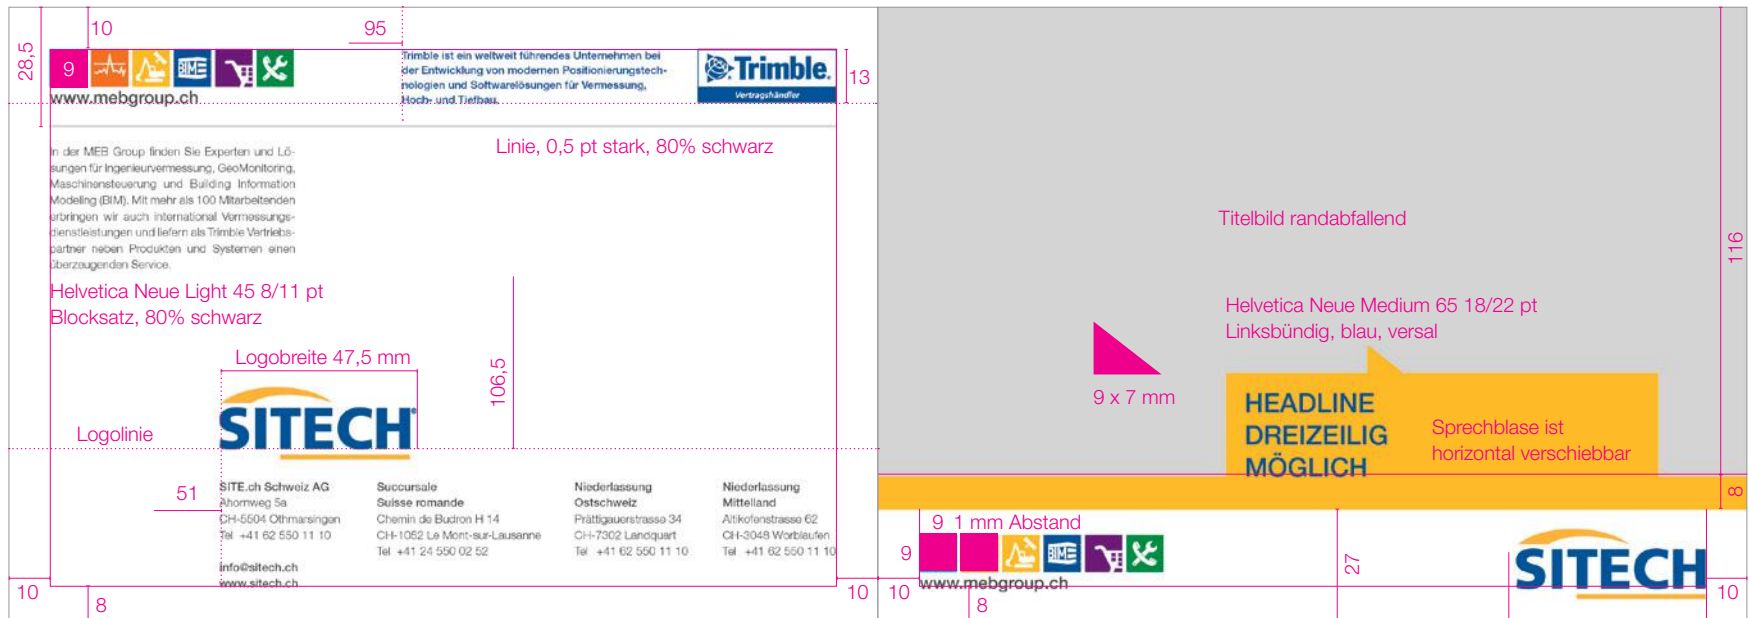 10
95
28,5
9
BIME
www.mebgroup.ch
Trimble ist ein weltweit führendes Unternehmen bei
der Entwicklung von modernen Positionierungstech-
nologien und Softwarelösungen für Vermessung,
Hoch- und Tiefbau.
Trimble.
Vertragshändler
13
Linie, 0,5 pt stark, 80% schwarz
In der MEB Group finden Sie Experten und Lö-
sungen für Ingenieurvermessung, GeoMonitoring,
Maschinensteuerung und Building Information
Modeling (BIM). Mit mehr als 100 Mitarbeitenden
erbringen wir auch international Vermessungs-
dienstleistungen und liefern als Trimble Vertriebs-
partner neben Produkten und Systemen einen
überzeugenden Service.
Helvetica Neue Light 45 8/11 pt
Blocksatz, 80% schwarz
Logobreite 47,5 mm
106,5
SITECH®
Logolinie
51
SITE.ch Schweiz AG
Ahornweg 5a
CH-5504 Othmarsingen
Tel +41 62 550 11 10
info@sitech.ch
www.sitech.ch
Succursale
Suisse romande
Chemin de Budron H 14
CH-1052 Le Mont-sur-Lausanne
Tel +41 24 550 02 52
Niederlassung
Ostschweiz
Prättigauerstrasse 34
CH-7302 Landquart
Tel +41 62 550 11 10
Niederlassung
Mittelland
Altikofenstrasse 62
CH-3048 Worblaufen
Tel +41 62 550 11 10
10
8
10
Titelbild randabfallend
116
Helvetica Neue Medium 65 18/22 pt
Linksbündig, blau, versal
9 x 7 mm
HEADLINE
DREIZEILIG
MÖGLICH
Sprechblase ist
horizontal verschiebbar
8
9 1 mm Abstand
9
BIME
www.mebgroup.ch
27
SITECH
10
8
10